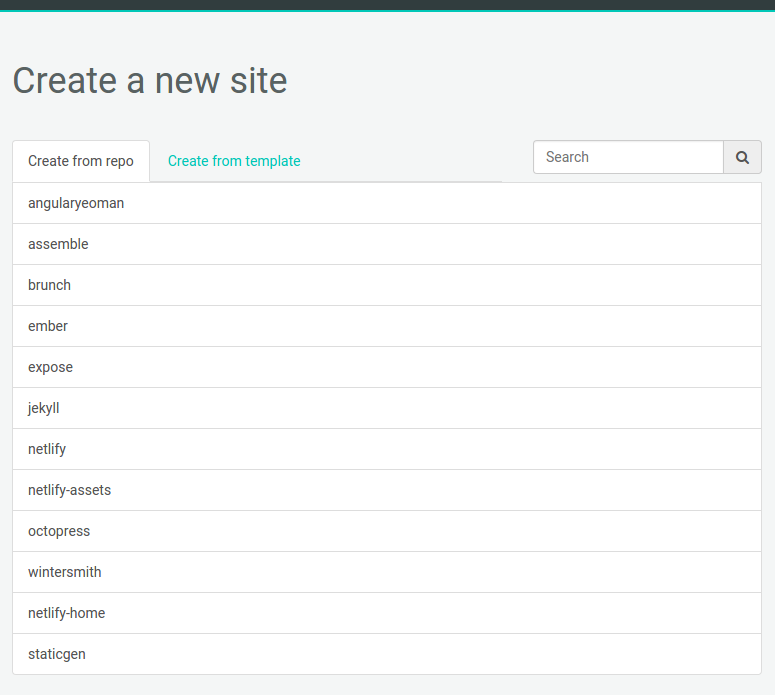 Create a new site
Create from repo
Create from template
Search
angularyeoman
assemble
brunch
ember
expose
jekyll
netlify
netlify-assets
octopress
wintersmith
netlify-home
staticgen